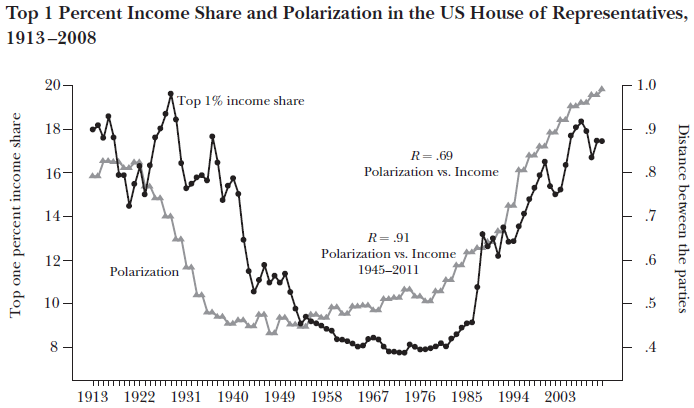 Top 1 Percent Income Share and Polarization in the US House of Representatives,
1913–2008
Top one percent income share
20
18
16
14
12
10
8
Top 1% income share
R = .69
Polarization vs. Income
R = .91
Polarization vs. Income
1945–2011
Polarization
1.0
.9
.8
.7
.6
.5
.4
Distance between the parties
1913 1922 1931 1940 1949 1958 1967 1976 1985 1994 2003